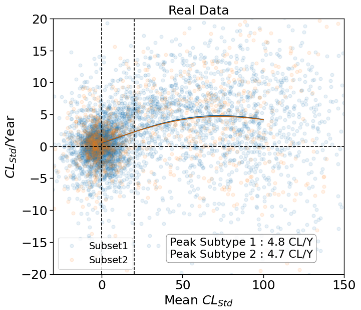 Real Data
20
15
10
5
0
−5
−10
−15
−20
CL_Std/Year
Subset1
Subset2
Peak Subtype 1 : 4.8 CL/Y
Peak Subtype 2 : 4.7 CL/Y
0 50 100 150
Mean CL_Std